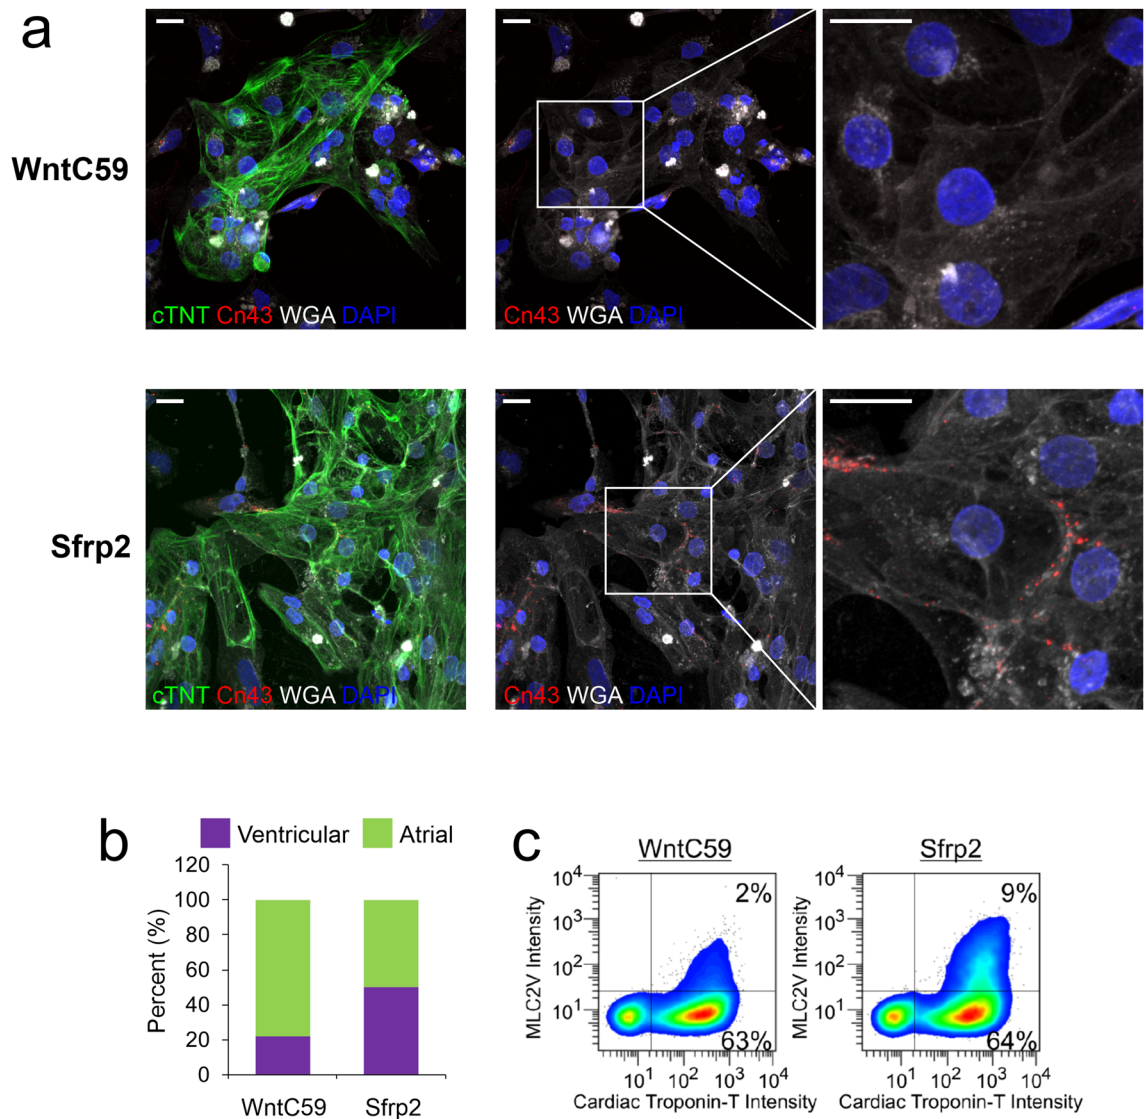 a
WntC59
cTNT Cn43 WGA DAPI
Cn43 WGA DAPI
Sfrp2
cTNT Cn43 WGA DAPI
Cn43 WGA DAPI
b
Ventricular Atrial
Percent (%)
120
100
80
60
40
20
0
WntC59 Sfrp2
c
WntC59
MLC2V Intensity
10⁴
10³
10²
10¹
2%
63%
10¹ 10² 10³ 10⁴
Cardiac Troponin-T Intensity
Sfrp2
MLC2V Intensity
10⁴
10³
10²
10¹
9%
64%
10¹ 10² 10³ 10⁴
Cardiac Troponin-T Intensity